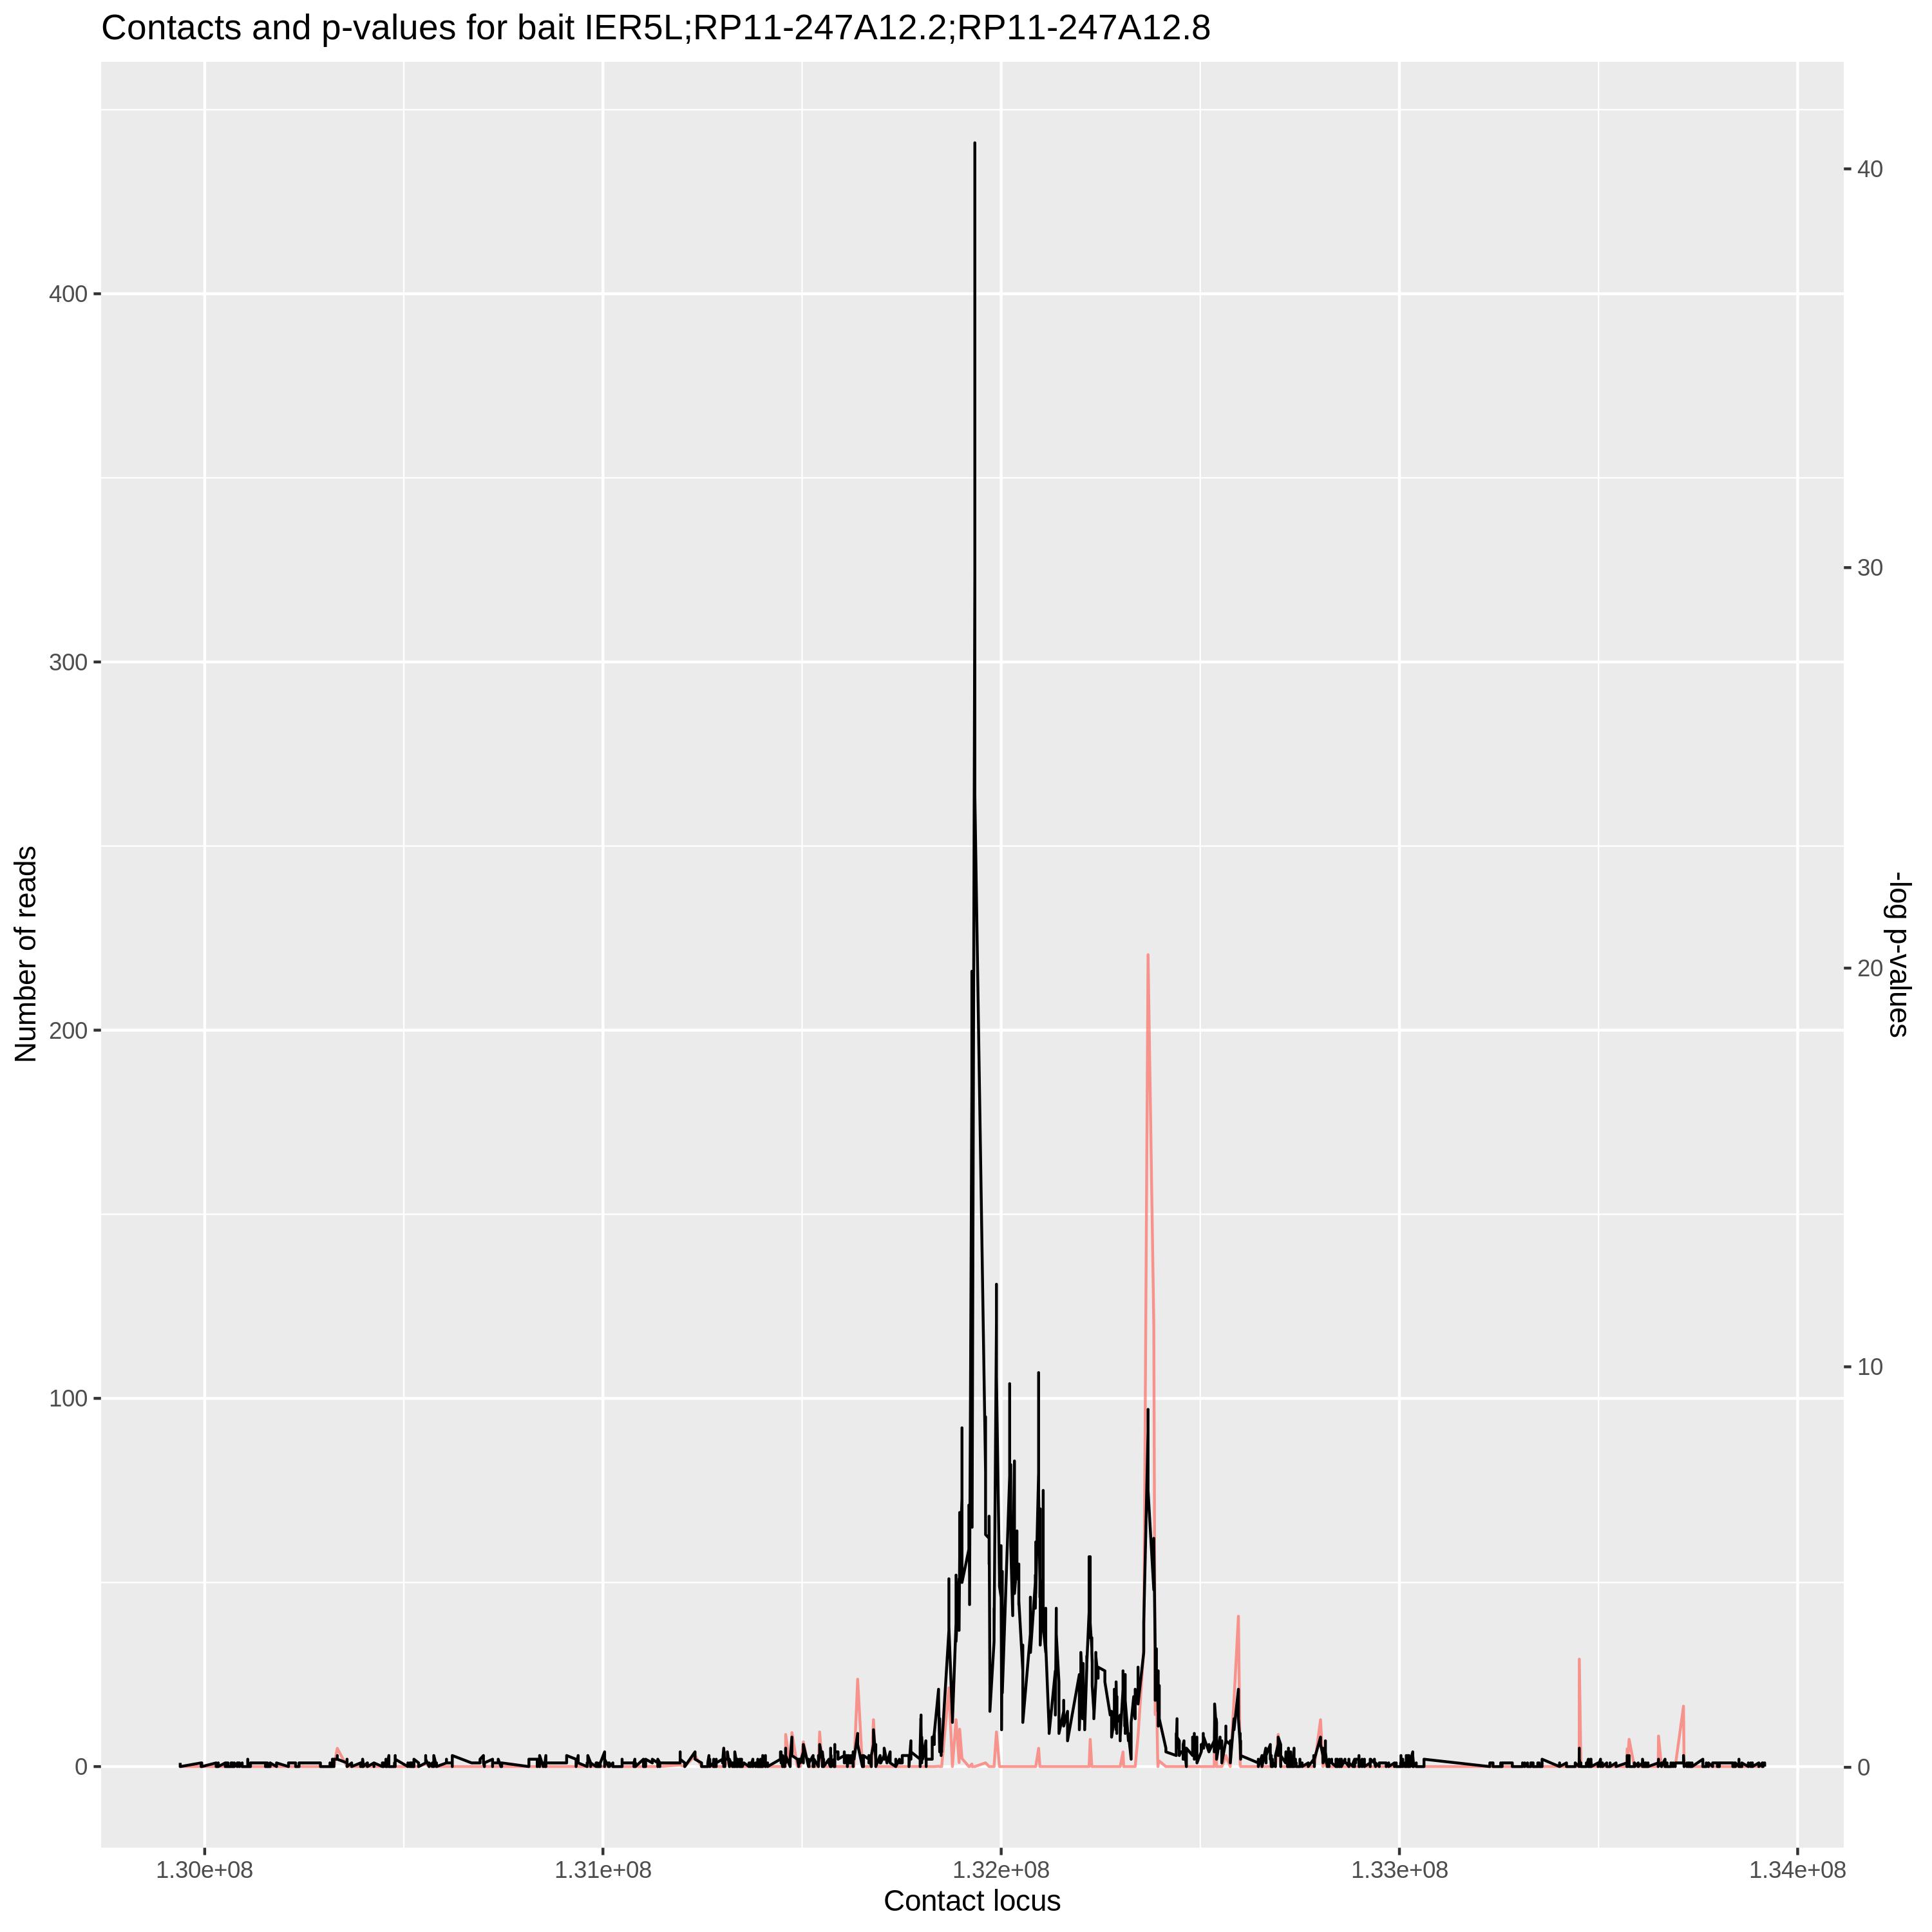 Contacts and p-values for bait IER5L;RP11-247A12.2;RP11-247A12.8
Number of reads
400
300
200
100
0
40
30
20
10
0
-log p-values
1.30e+08
1.31e+08
1.32e+08
1.33e+08
1.34e+08
Contact locus